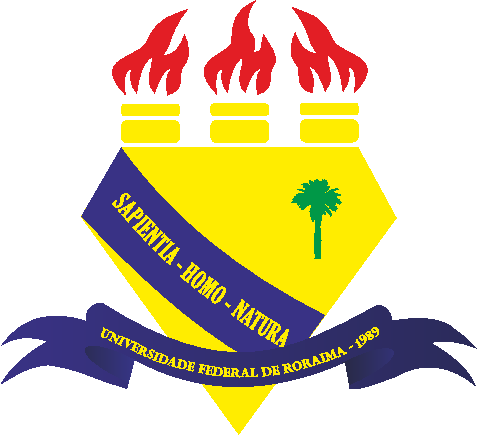 SAPIENTIA - HOMO - NATURA
UNIVERSIDADE FEDERAL DE RORAIMA - 1989